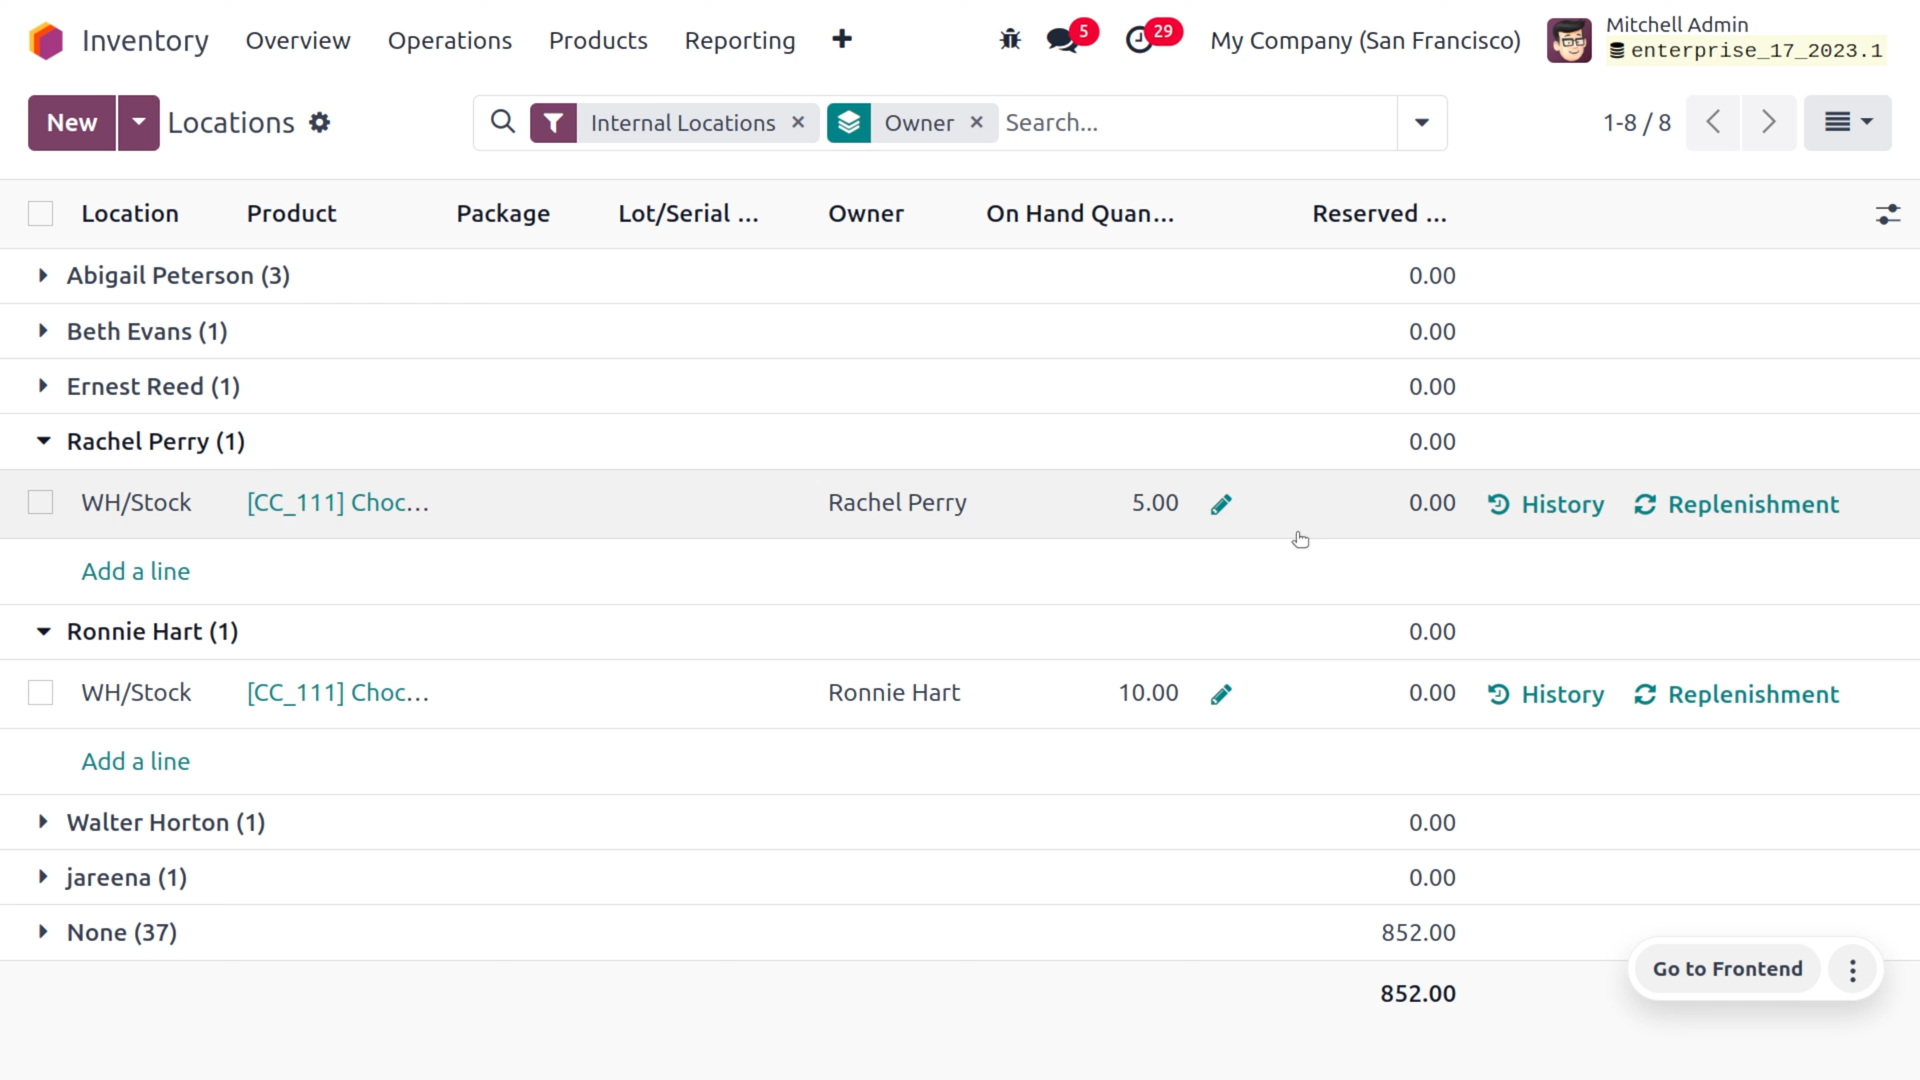 Inventory Overview Operations Products Reporting 5 29 My Company (San Francisco) Mitchell Admin
enterprise_17_2023.1
New Locations Internal Locations × Owner × Search... 1-8 / 8
Location Product Package Lot/Serial ... Owner On Hand Quan... Reserved ...
Abigail Peterson (3) 0.00
Beth Evans (1) 0.00
Ernest Reed (1) 0.00
Rachel Perry (1) 0.00
WH/Stock [CC_111] Choc... Rachel Perry 5.00 0.00 History Replenishment
Add a line
Ronnie Hart (1) 0.00
WH/Stock [CC_111] Choc... Ronnie Hart 10.00 0.00 History Replenishment
Add a line
Walter Horton (1) 0.00
jareena (1) 0.00
None (37) 852.00
Go to Frontend
852.00